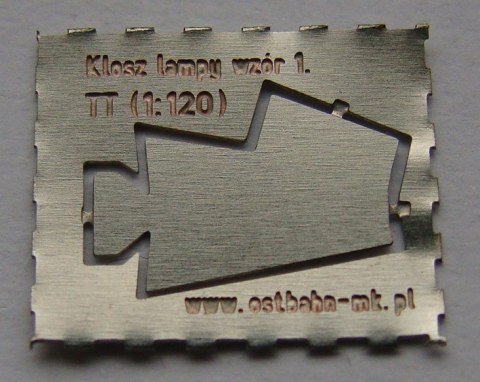 Klosz lampy wzór 1.
TT (1:120)
www.ostbahn-mk.pl